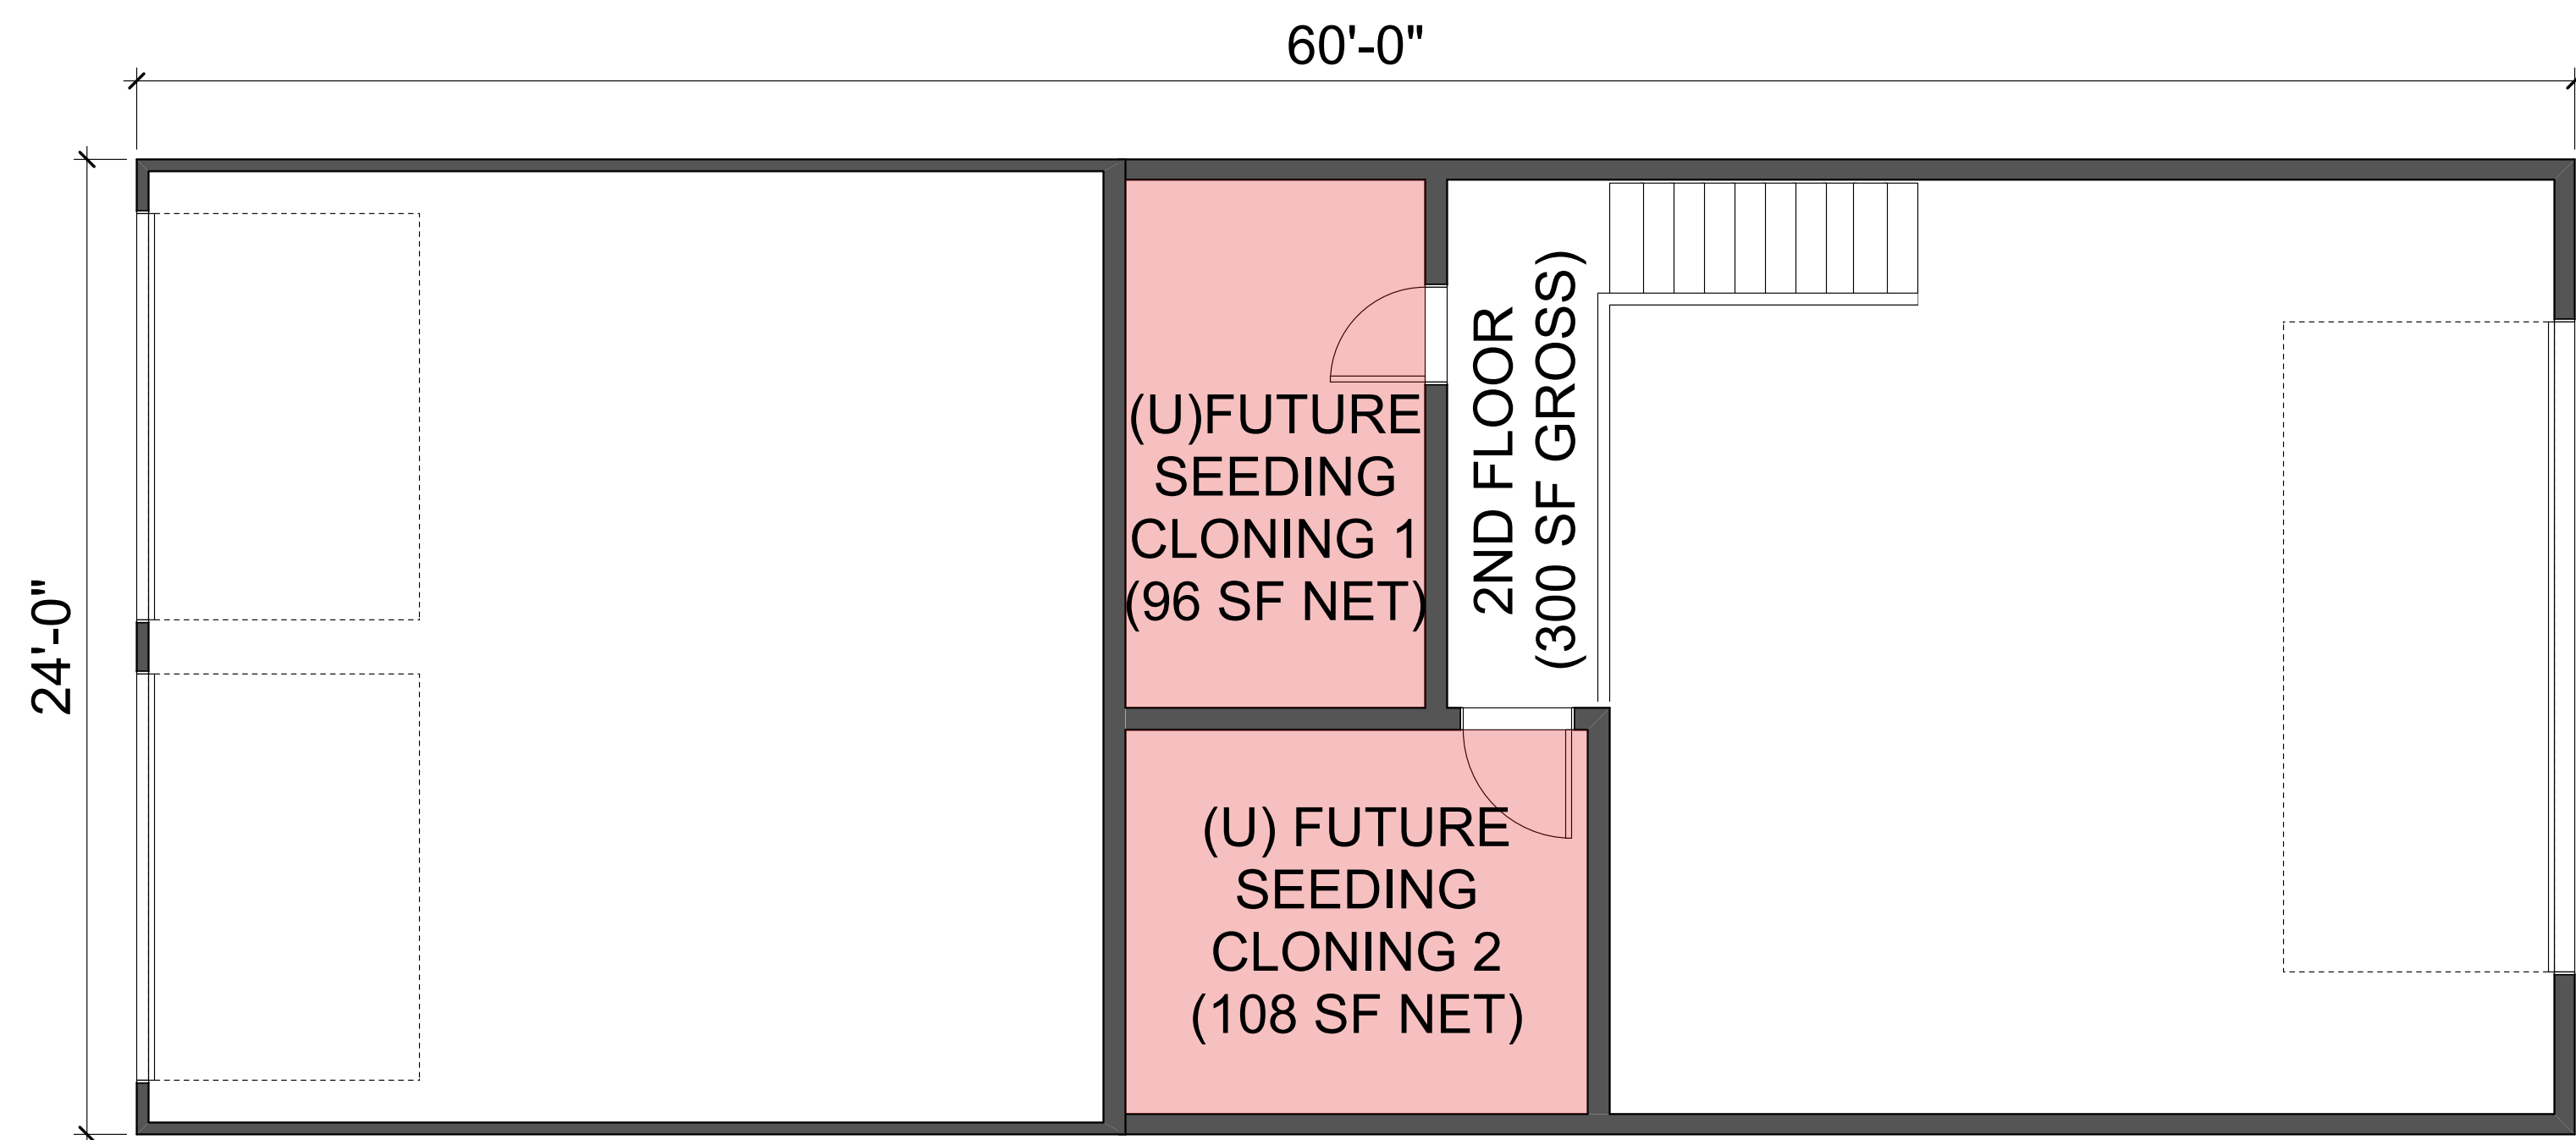 60'-0"
24'-0"
(U)FUTURE
SEEDING
CLONING 1
(96 SF NET)
2ND FLOOR
(300 SF GROSS)
(U) FUTURE
SEEDING
CLONING 2
(108 SF NET)